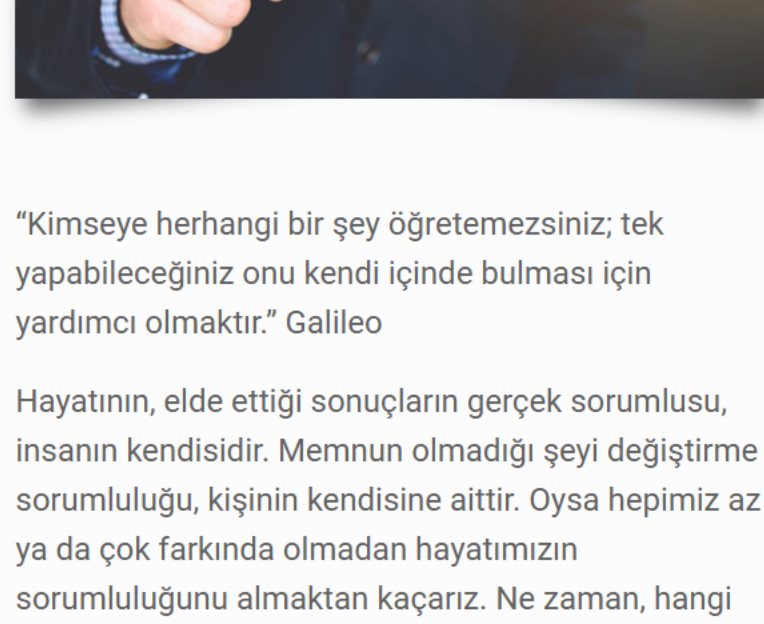 “Kimseye herhangi bir şey öğretemezsiniz; tek
yapabileceğiniz onu kendi içinde bulması için
yardımcı olmaktır.” Galileo
Hayatının, elde ettiği sonuçların gerçek sorumlusu,
insanın kendisidir. Memnun olmadığı şeyi değiştirme
sorumluluğu, kişinin kendisine aittir. Oysa hepimiz az
ya da çok farkında olmadan hayatımızın
sorumluluğunu almaktan kaçarız. Ne zaman, hangi